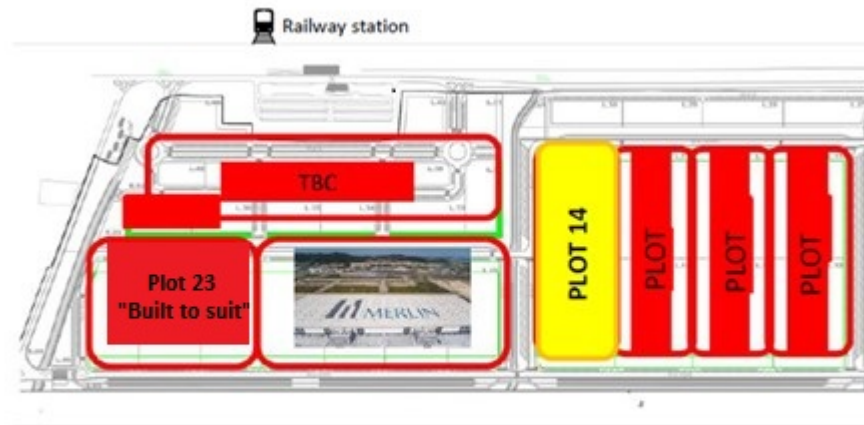 Railway station
TBC
Plot 23
"Built to suit"
MERLIN
PLOT 14
PLOT
PLOT
PLOT